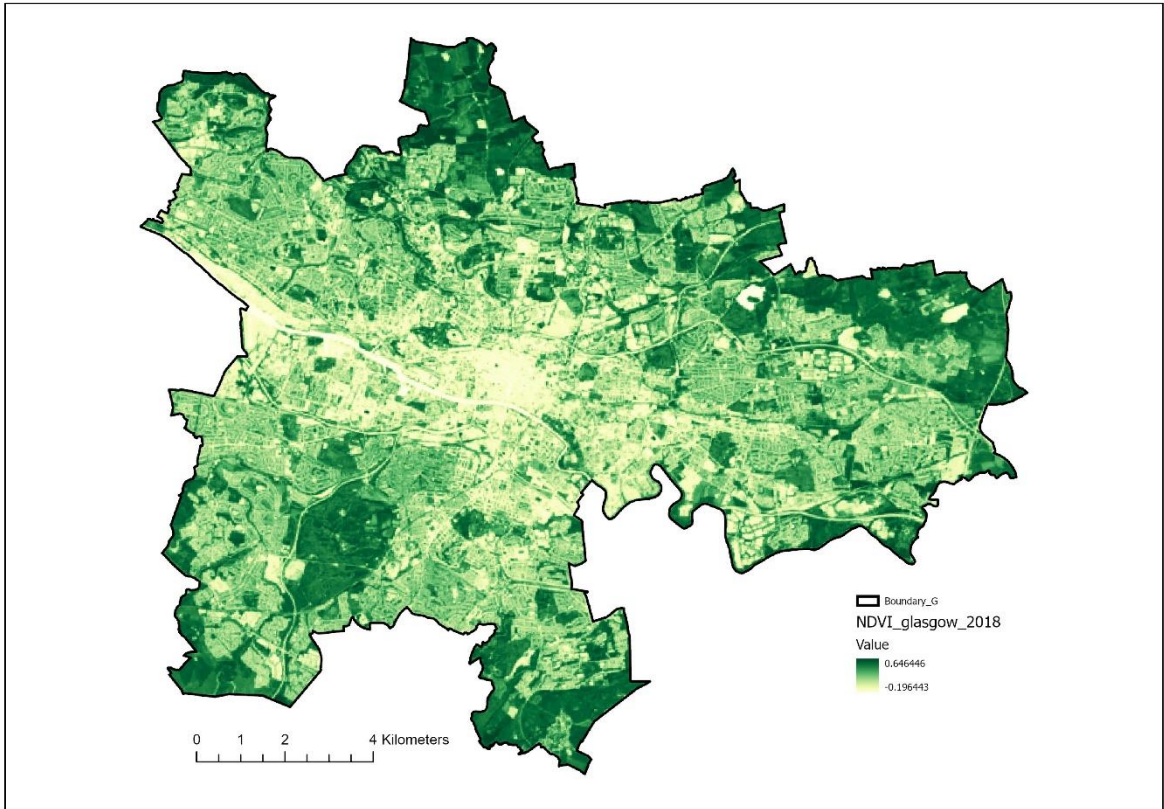 Boundary_G
NDVI_glasgow_2018
Value
0.646446
-0.196443
0 1 2 4 Kilometers